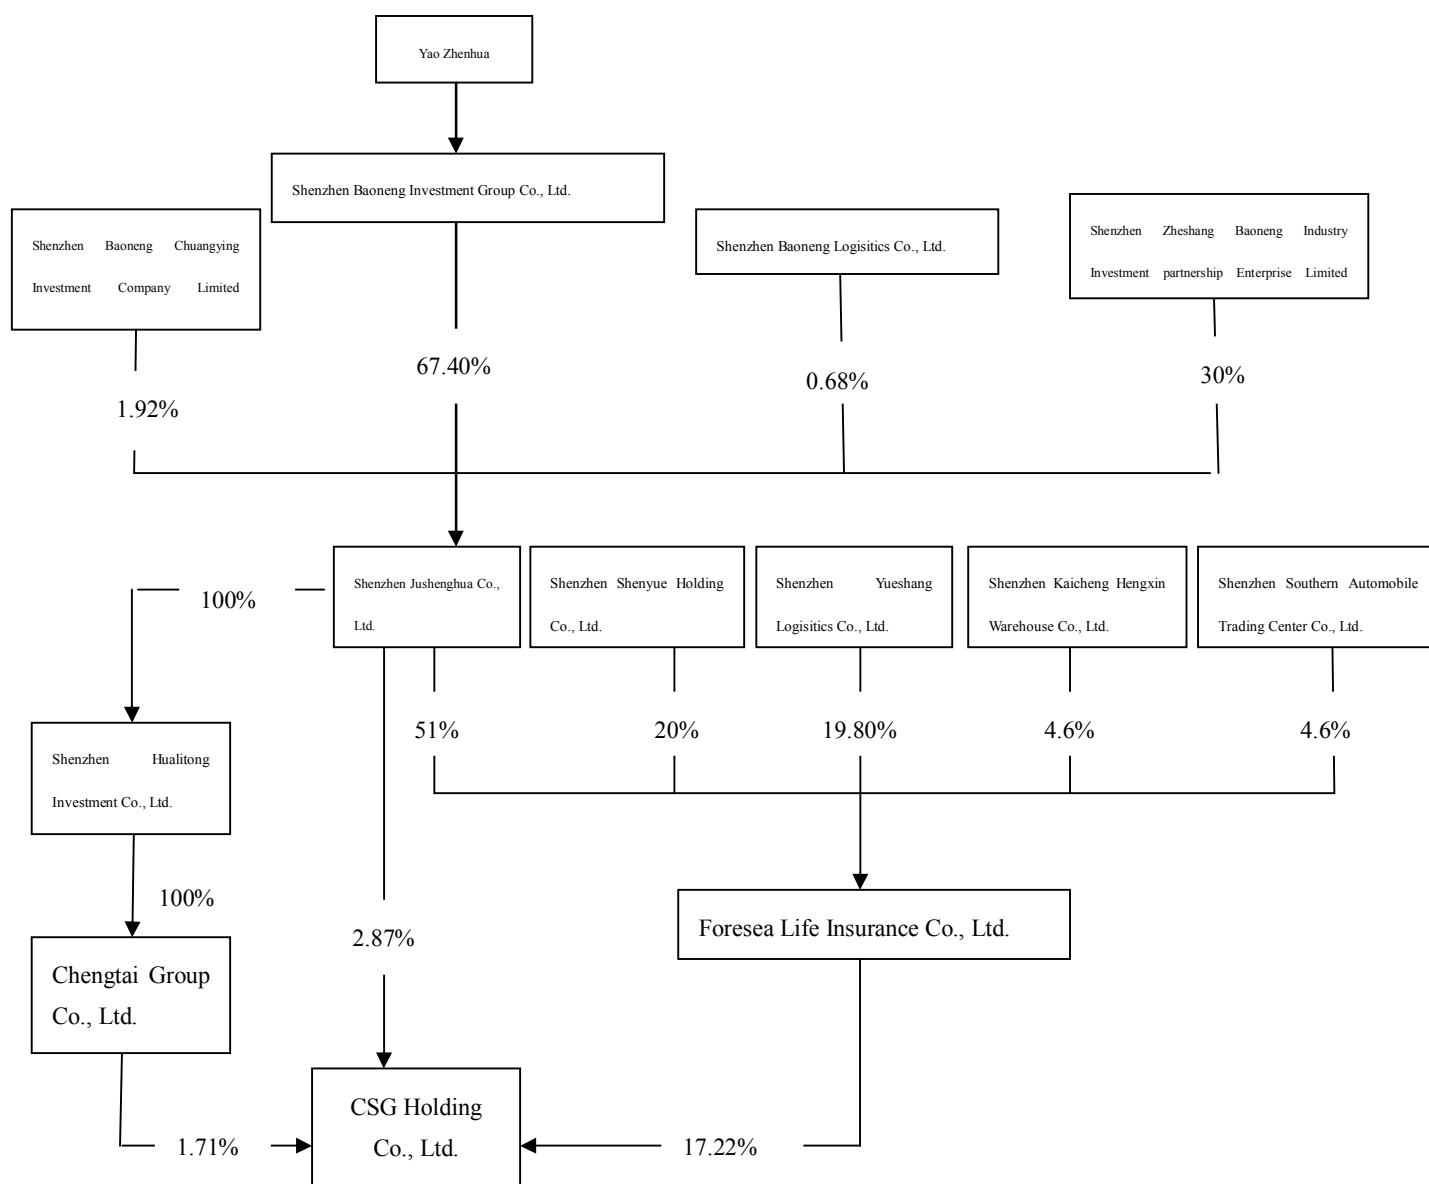 Yao Zhenhua
Shenzhen Baoneng Investment Group Co., Ltd.
Shenzhen Baoneng Chuangying
Investment Company Limited
Shenzhen Baoneng Logisitics Co., Ltd.
Shenzhen Zheshang Baoneng Industry
Investment partnership Enterprise Limited
67.40%
0.68%
30%
1.92%
100%
Shenzhen Jushenghua Co.,
Ltd.
Shenzhen Shenyue Holding
Co., Ltd.
Shenzhen Yueshang
Logisitics Co., Ltd.
Shenzhen Kaicheng Hengxin
Warehouse Co., Ltd.
Shenzhen Southern Automobile
Trading Center Co., Ltd.
51%
20%
19.80%
4.6%
4.6%
Shenzhen Hualitong
Investment Co., Ltd.
100%
2.87%
Foresea Life Insurance Co., Ltd.
Chengtai Group
Co., Ltd.
CSG Holding
Co., Ltd.
1.71%
17.22%